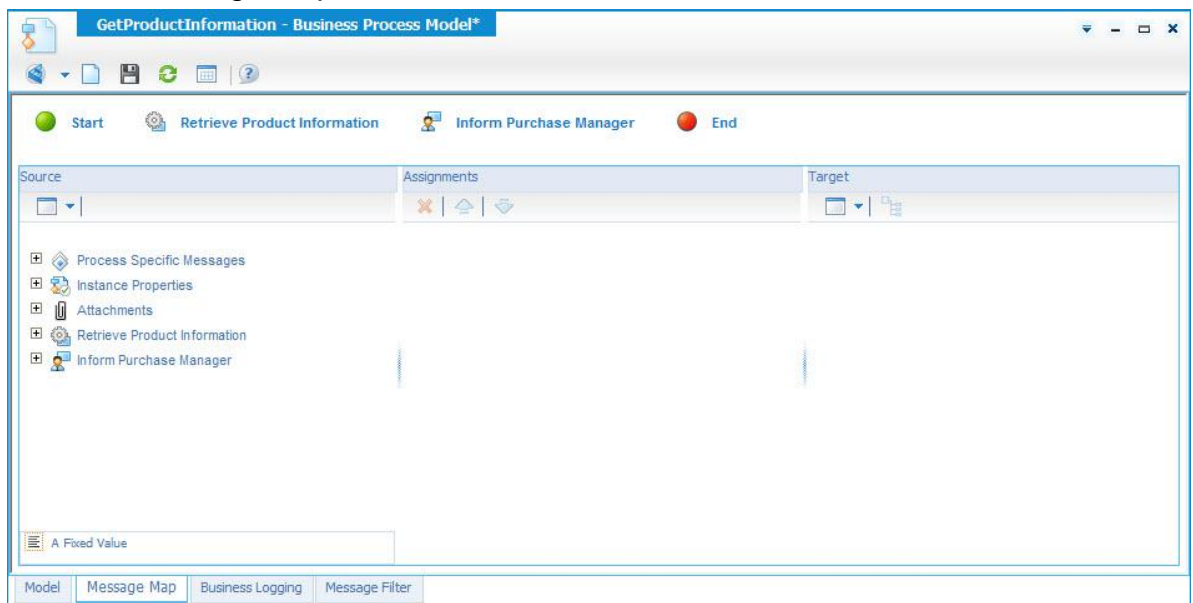 GetProductInformation - Business Process Model*
Start Retrieve Product Information Inform Purchase Manager End
Source Assignments Target
Process Specific Messages
Instance Properties
Attachments
Retrieve Product Information
Inform Purchase Manager
A Fixed Value
Model Message Map Business Logging Message Filter